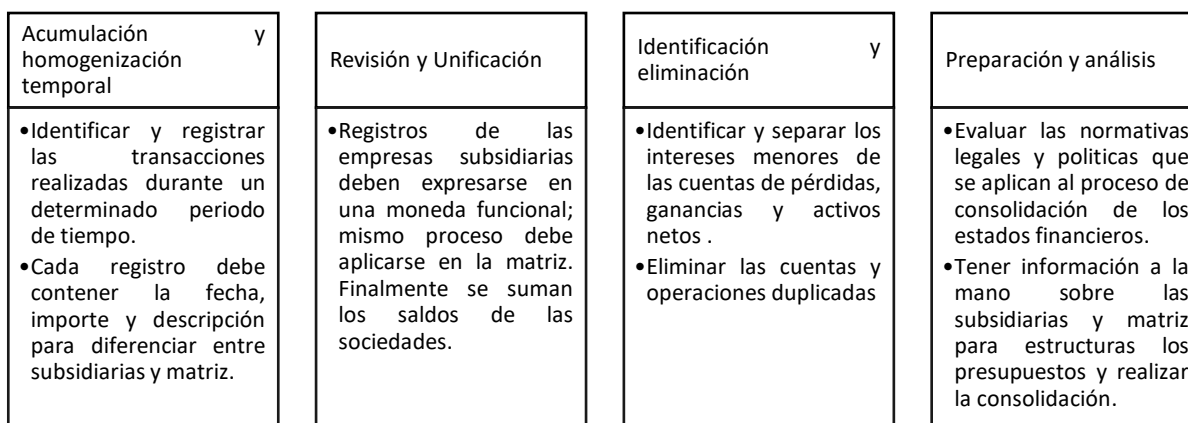 Acumulación y
homogenización
temporal
•Identificar y registrar
las transacciones
realizadas durante un
determinado periodo
de tiempo.
•Cada registro debe
contener la fecha,
importe y descripción
para diferenciar entre
subsidiarias y matriz.
Revisión y Unificación
•Registros de las
empresas subsidiarias
deben expresarse en
una moneda funcional;
mismo proceso debe
aplicarse en la matriz.
Finalmente se suman
los saldos de las
sociedades.
Identificación y
eliminación
•Identificar y separar los
intereses menores de
las cuentas de pérdidas,
ganancias y activos
netos .
•Eliminar las cuentas y
operaciones duplicadas
Preparación y análisis
•Evaluar las normativas
legales y politicas que
se aplican al proceso de
consolidación de los
estados financieros.
•Tener información a la
mano sobre las
subsidiarias y matriz
para estructuras los
presupuestos y realizar
la consolidación.